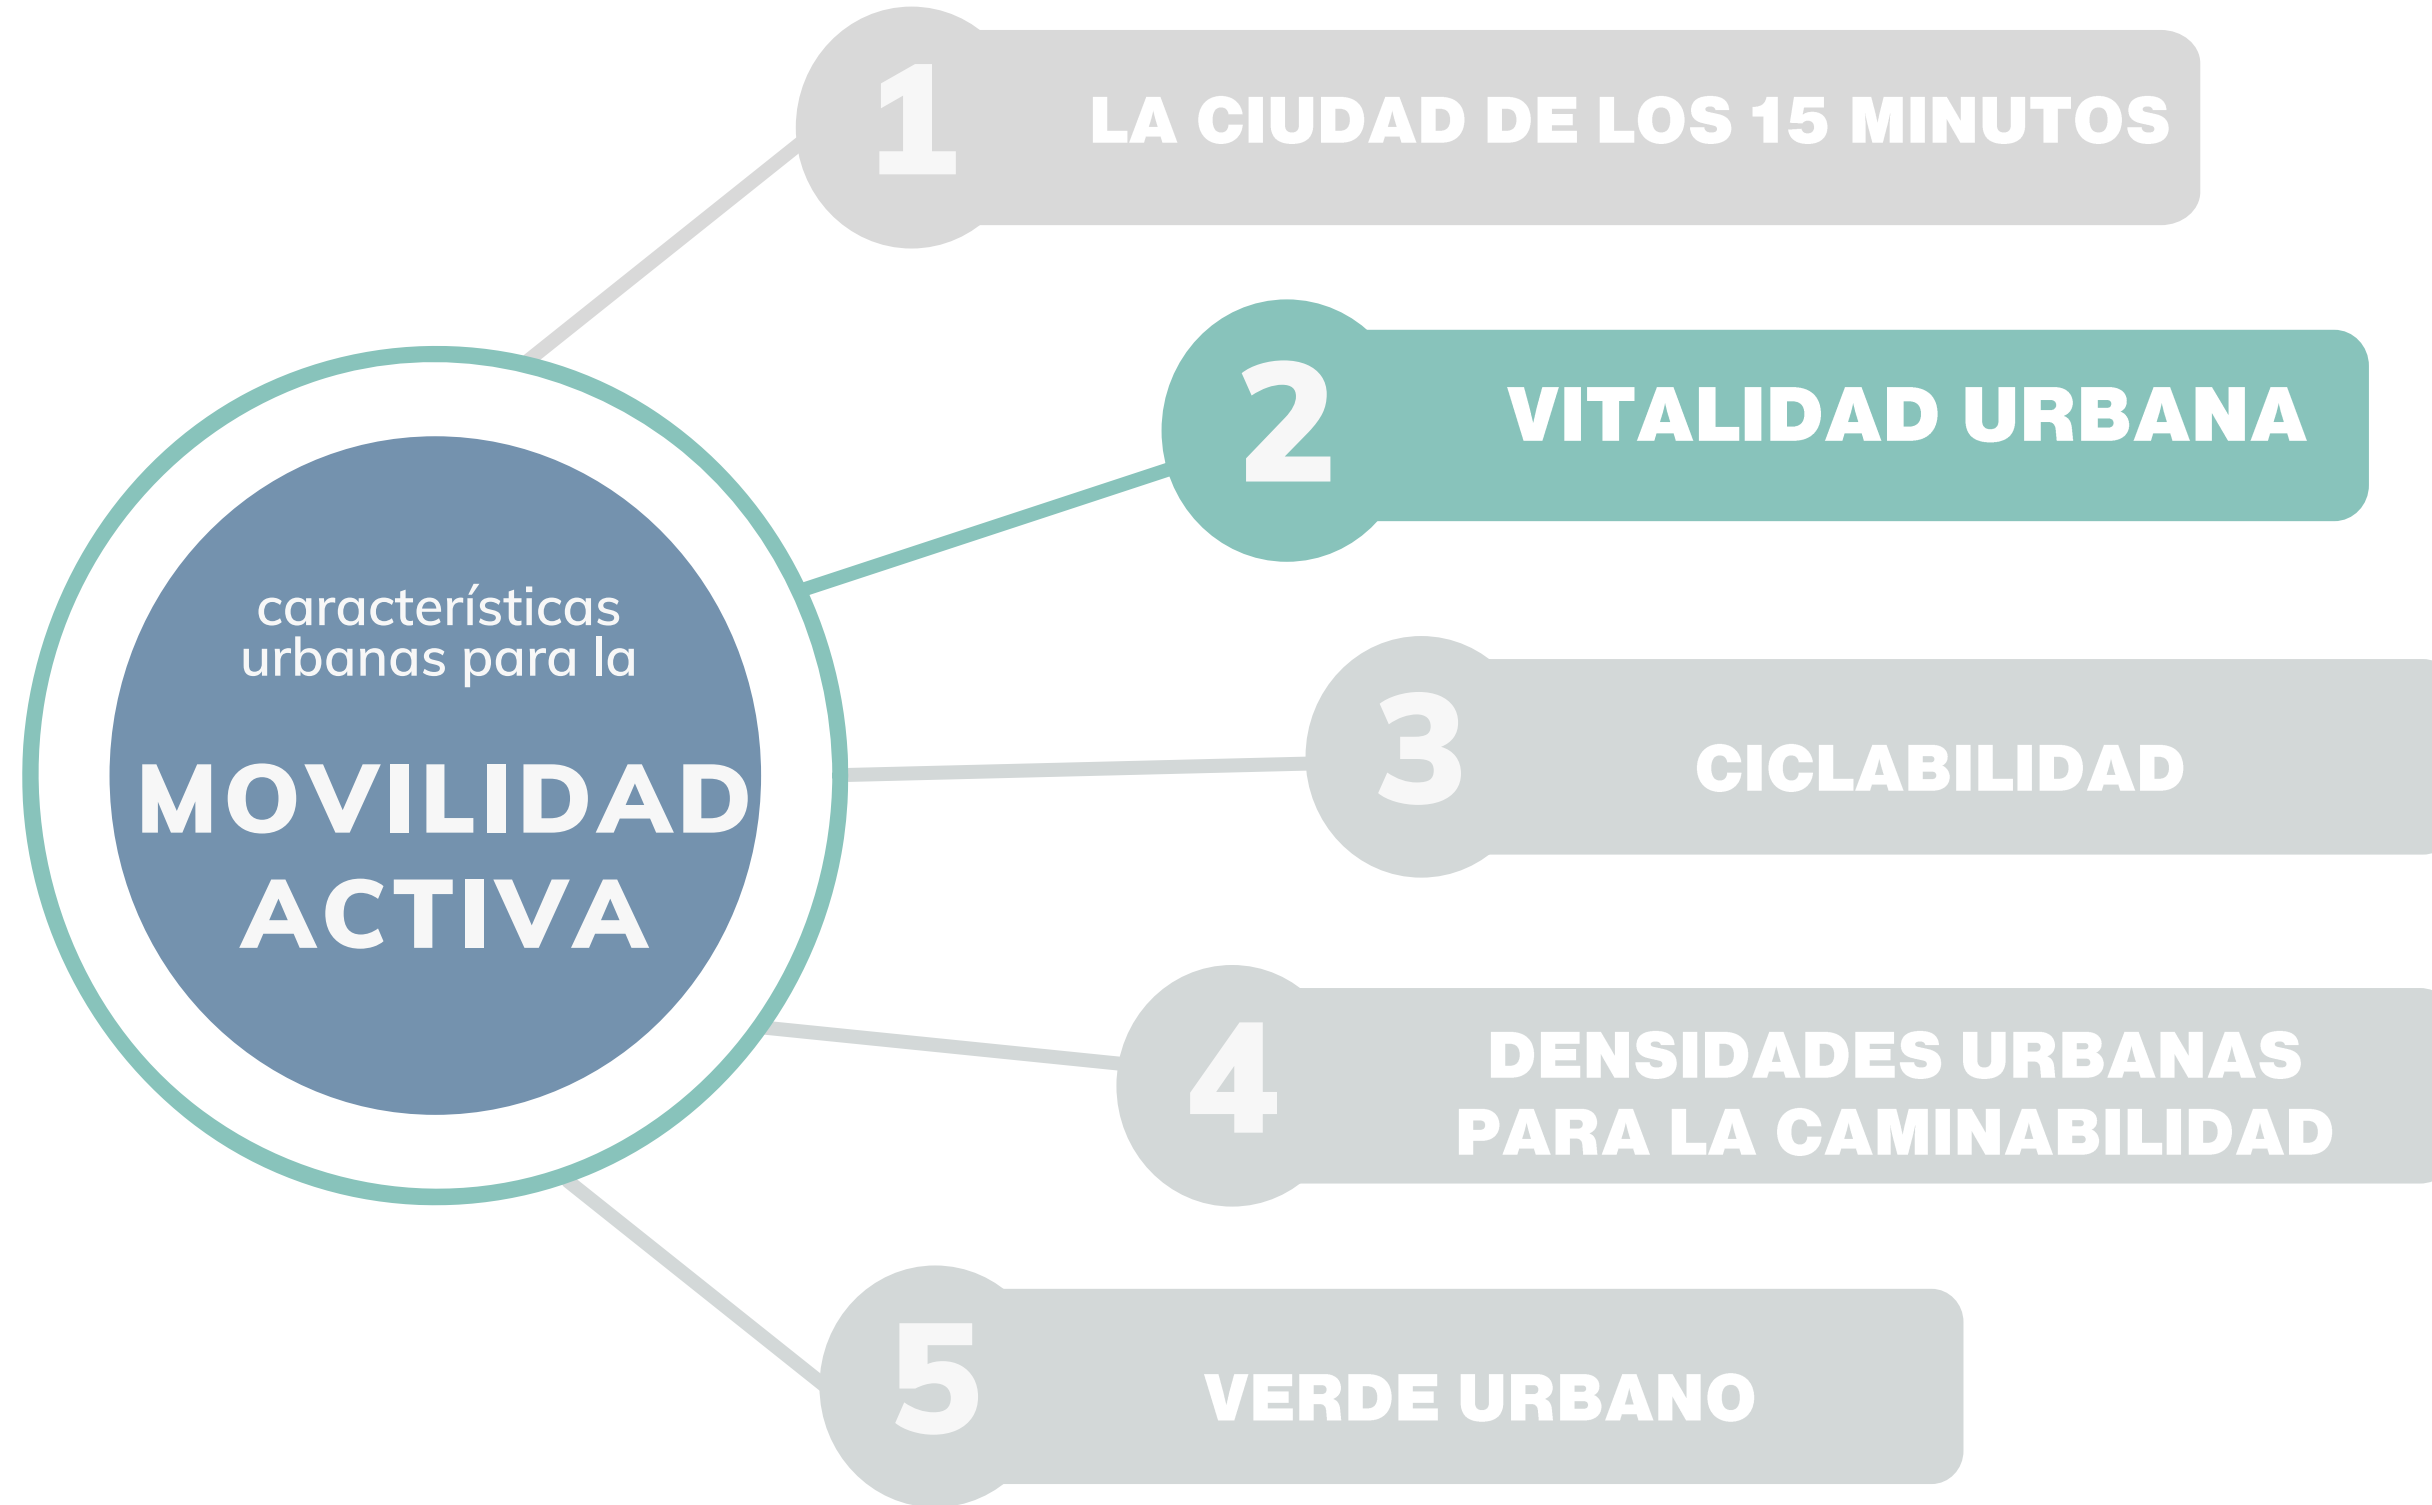 características
urbanas para la
MOVILIDAD
ACTIVA
1
LA CIUDAD DE LOS 15 MINUTOS
2
VITALIDAD URBANA
3
CICLABILIDAD
4
DENSIDADES URBANAS
PARA LA CAMINABILIDAD
5
VERDE URBANO